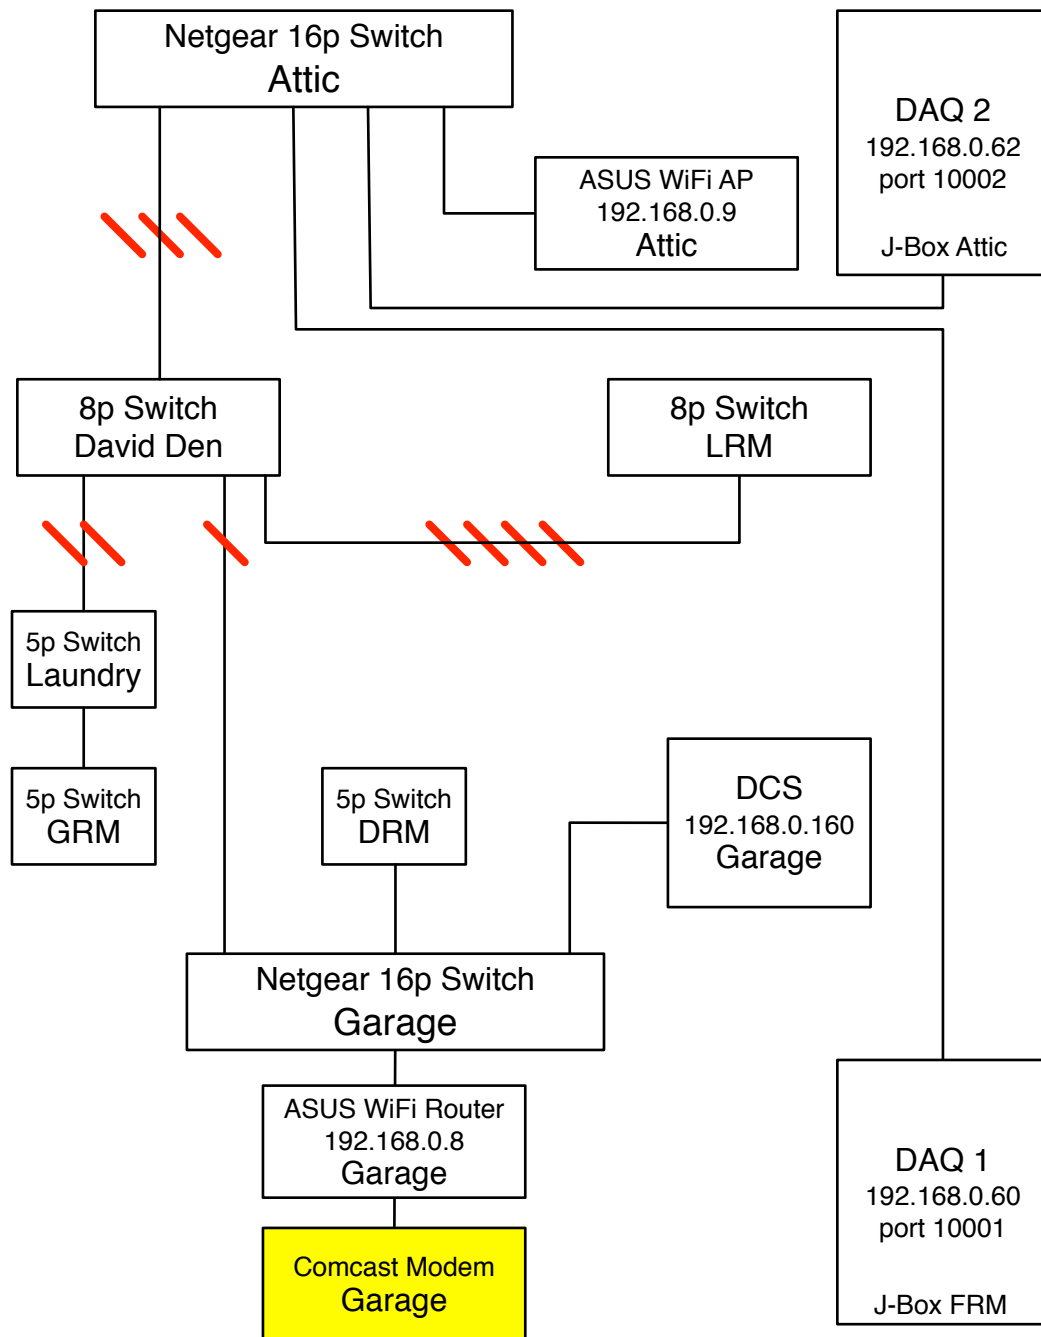 Netgear 16p Switch
Attic
DAQ 2
192.168.0.62
port 10002
J-Box Attic
ASUS WiFi AP
192.168.0.9
Attic
8p Switch
David Den
8p Switch
LRM
5p Switch
Laundry
5p Switch
GRM
5p Switch
DRM
DCS
192.168.0.160
Garage
Netgear 16p Switch
Garage
ASUS WiFi Router
192.168.0.8
Garage
Comcast Modem
Garage
DAQ 1
192.168.0.60
port 10001
J-Box FRM